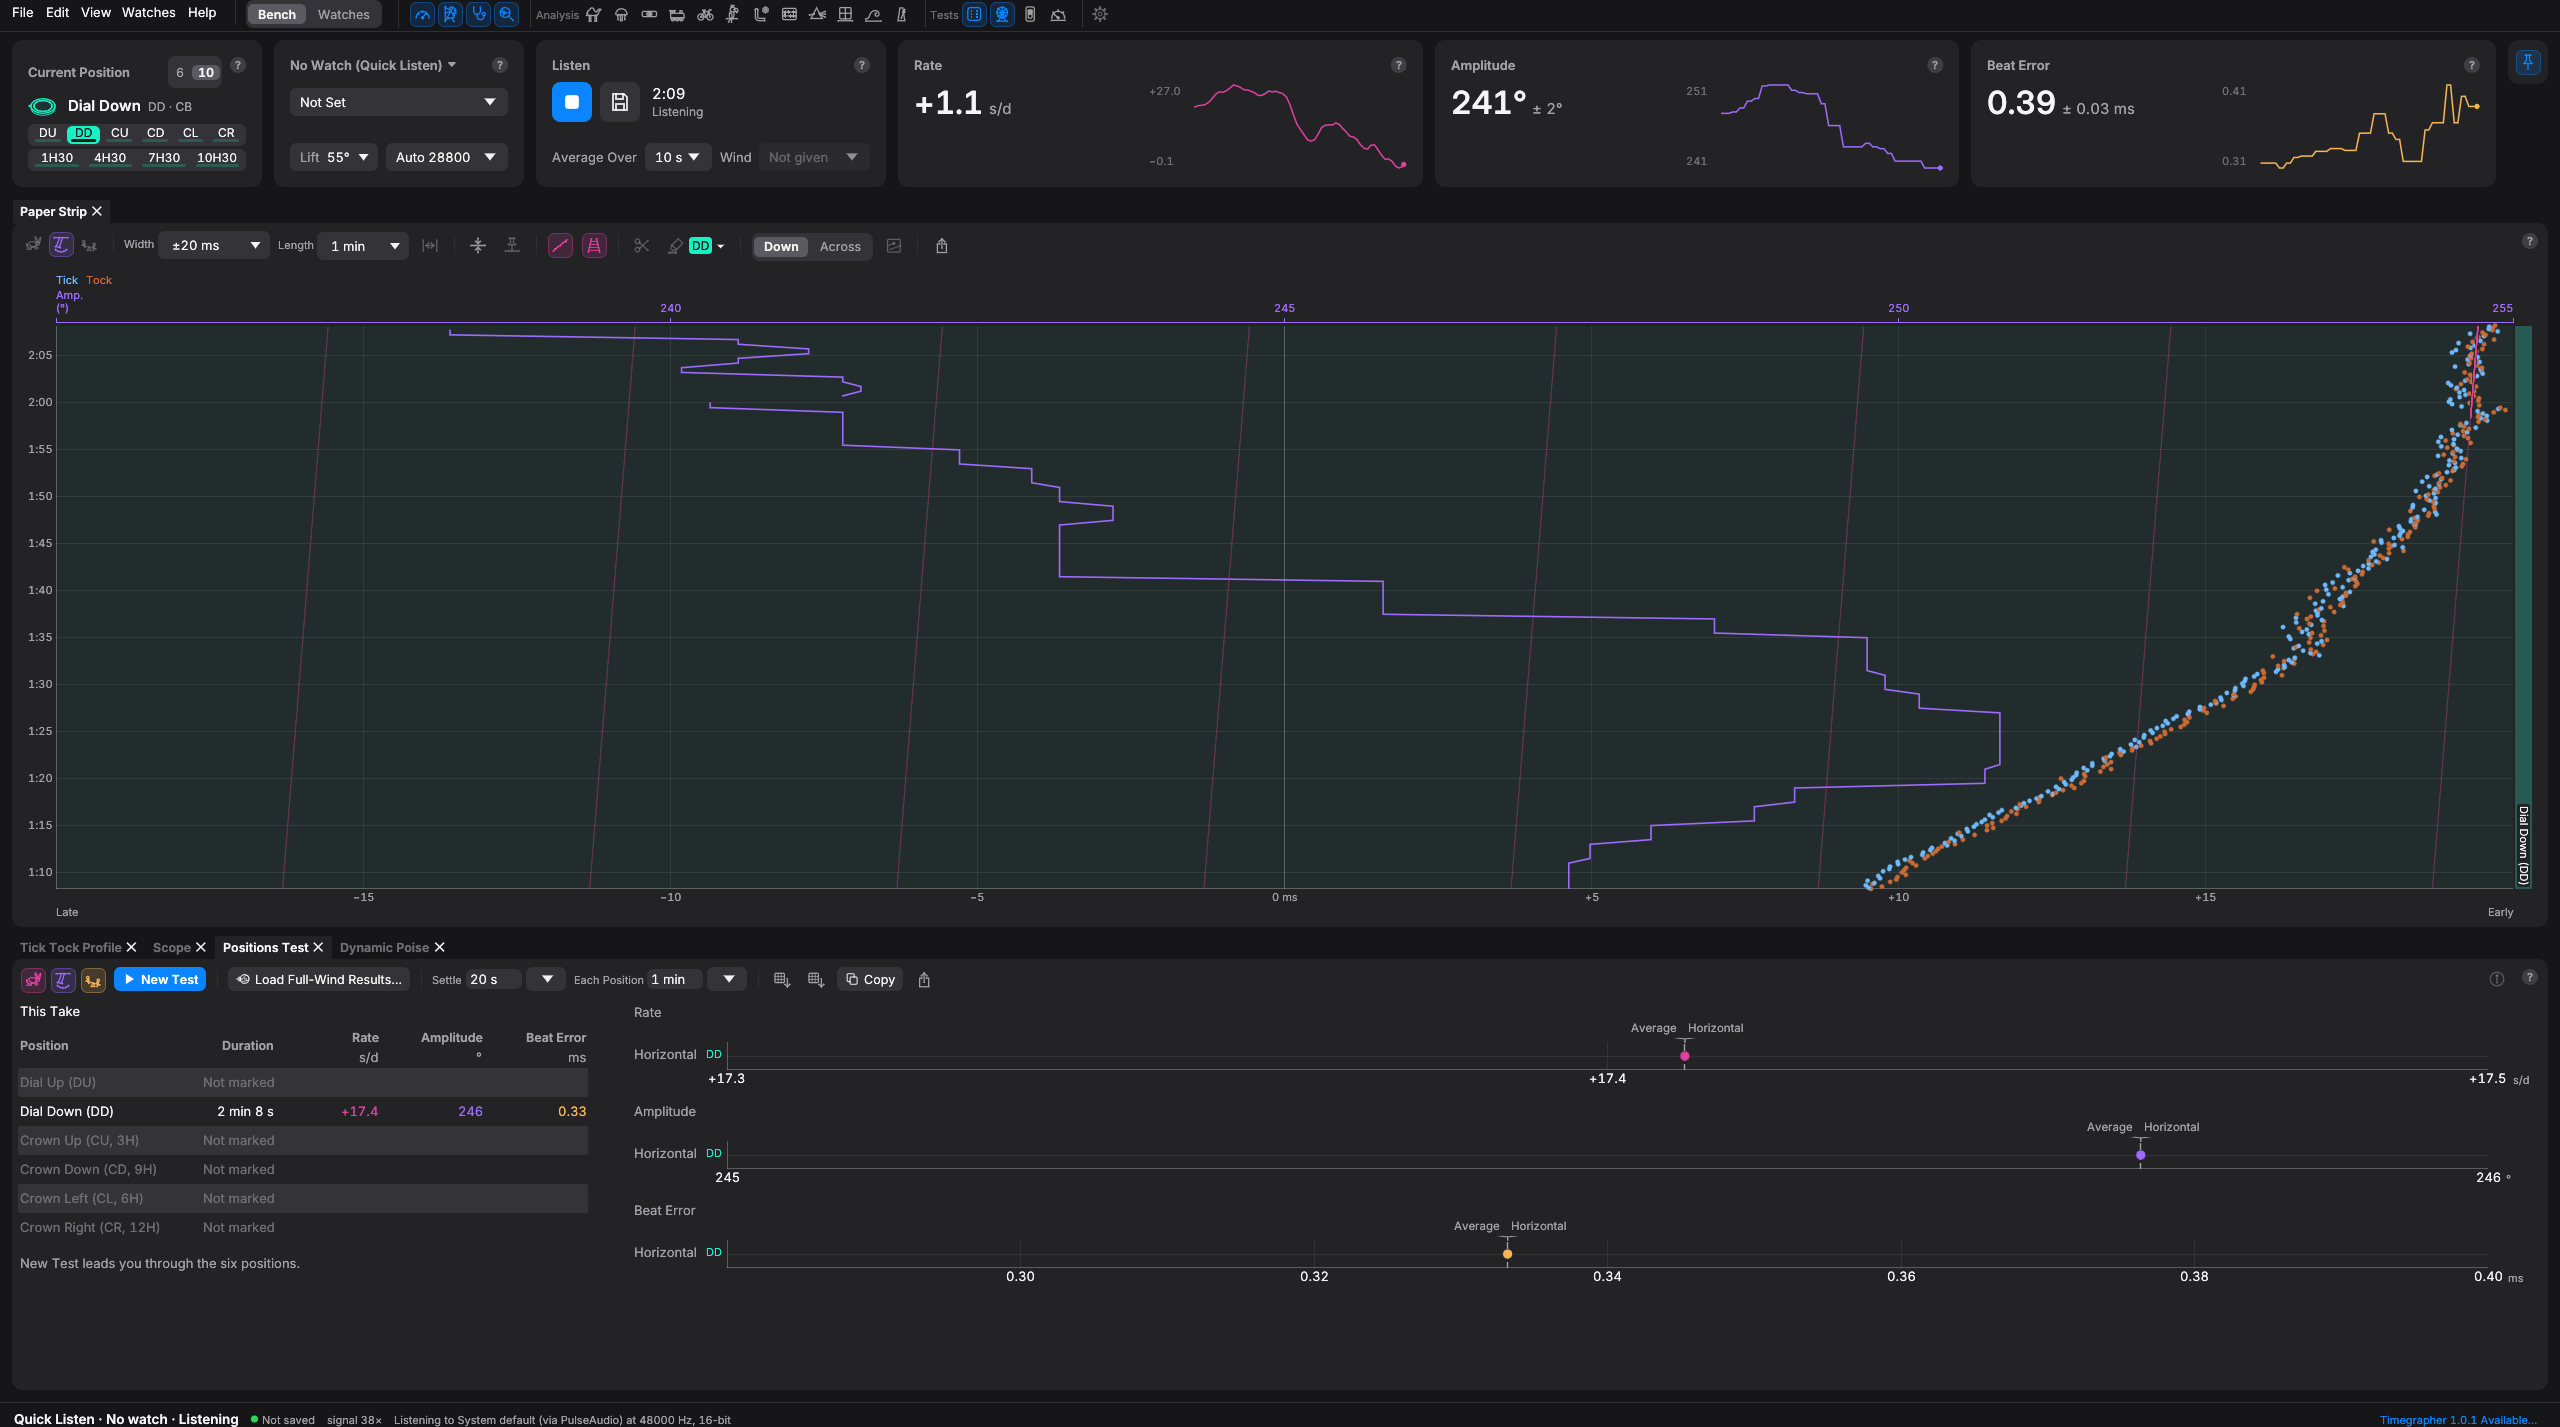 File Edit View Watches Help Bench Watches Analysis Tests
Current Position 6 10 ?
Dial Down DD · CB
DU DD CU CD CL CR
1H30 4H30 7H30 10H30
No Watch (Quick Listen) ?
Not Set
Lift 55° Auto 28800
Listen ?
2:09
Listening
Average Over 10 s Wind Not given
Rate ?
+1.1 s/d
+27.0
−0.1
Amplitude ?
241° ± 2°
251
241
Beat Error ?
0.39 ± 0.03 ms
0.41
0.31
Paper Strip
Width ±20 ms Length 1 min DD Down Across ?
Tick Tock
Amp.
(°)
240 245 250 255
2:05
2:00
1:55
1:50
1:45
1:40
1:35
1:30
1:25
1:20
1:15
1:10
Dial Down (DD)
−15 −10 −5 0 ms +5 +10 +15
Late Early
Tick Tock Profile Scope Positions Test Dynamic Poise
New Test Load Full-Wind Results... Settle 20 s Each Position 1 min Copy ?
This Take
Position Duration Rate s/d Amplitude ° Beat Error ms
Dial Up (DU) Not marked
Dial Down (DD) 2 min 8 s +17.4 246 0.33
Crown Up (CU, 3H) Not marked
Crown Down (CD, 9H) Not marked
Crown Left (CL, 6H) Not marked
Crown Right (CR, 12H) Not marked
New Test leads you through the six positions.
Rate
Average Horizontal
Horizontal DD
+17.3 +17.4 +17.5 s/d
Amplitude
Average Horizontal
Horizontal DD
245 246 °
Beat Error
Average Horizontal
Horizontal DD
0.30 0.32 0.34 0.36 0.38 0.40 ms
Quick Listen · No watch · Listening Not saved signal 38× Listening to System default (via PulseAudio) at 48000 Hz, 16-bit Timegrapher 1.0.1 Available...